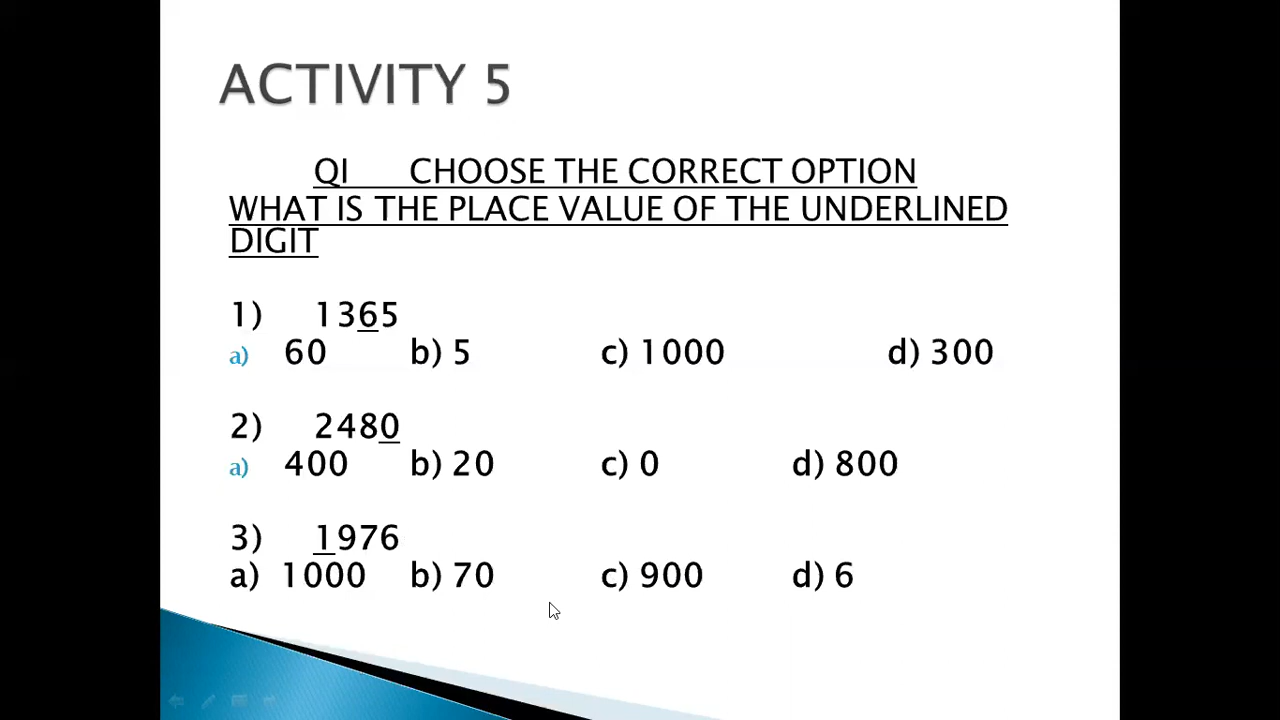 ACTIVITY 5
QI CHOOSE THE CORRECT OPTION
WHAT IS THE PLACE VALUE OF THE UNDERLINED
DIGIT
1) 1365
a) 60 b) 5 c) 1000 d) 300
2) 2480
a) 400 b) 20 c) 0 d) 800
3) 1976
a) 1000 b) 70 c) 900 d) 6